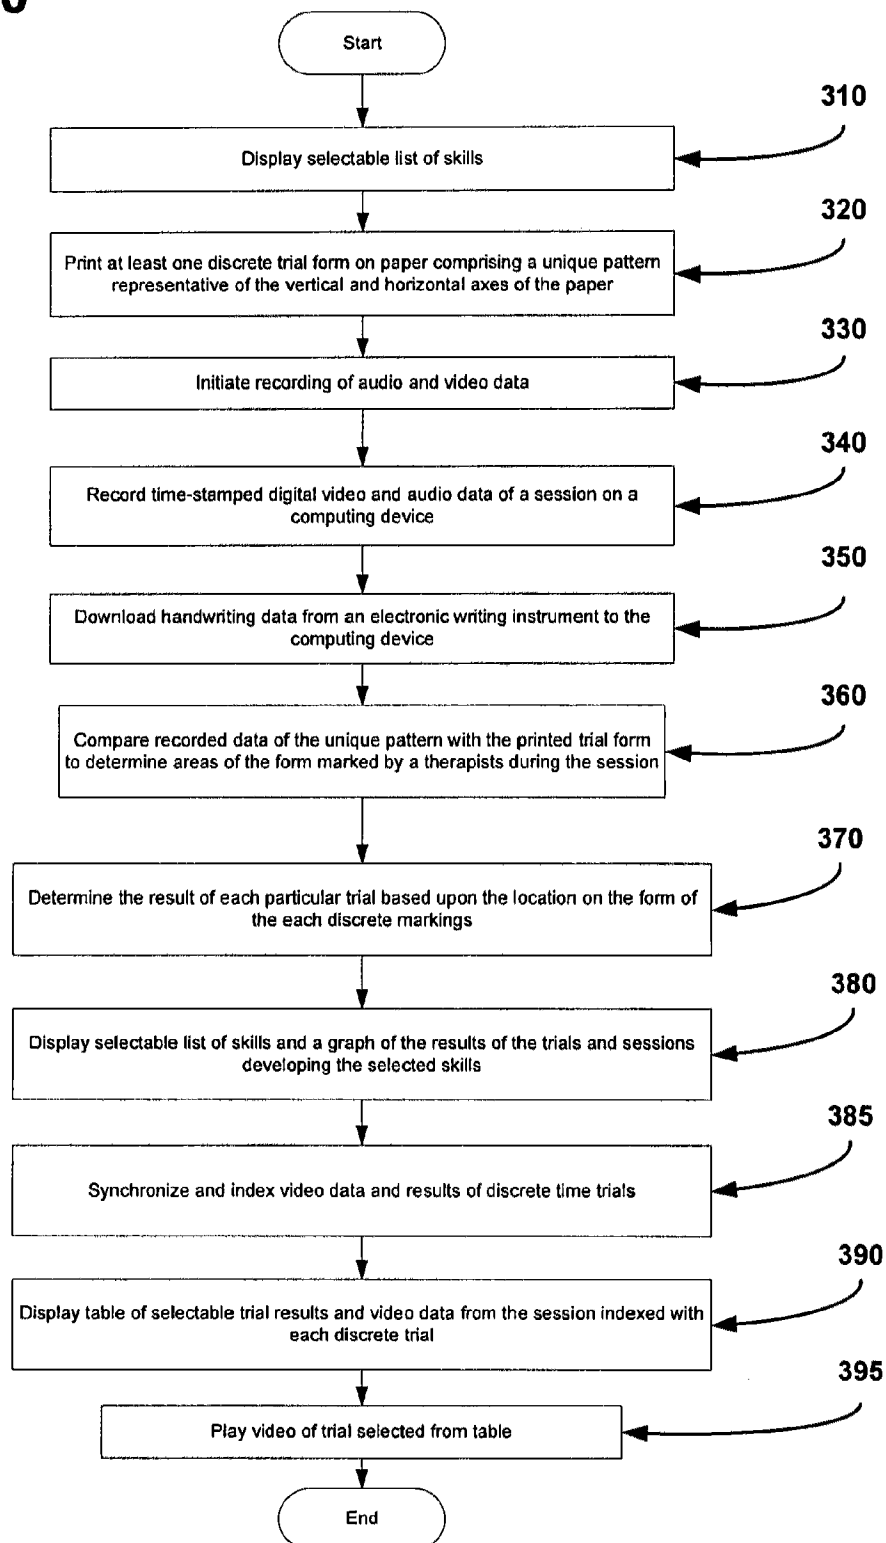 Start
310
Display selectable list of skills
320
Print at least one discrete trial form on paper comprising a unique pattern
representative of the vertical and horizontal axes of the paper
330
Initiate recording of audio and video data
340
Record time-stamped digital video and audio data of a session on a
computing device
350
Download handwriting data from an electronic writing instrument to the
computing device
360
Compare recorded data of the unique pattern with the printed trial form
to determine areas of the form marked by a therapists during the session
370
Determine the result of each particular trial based upon the location on the form of
the each discrete markings
380
Display selectable list of skills and a graph of the results of the trials and sessions
developing the selected skills
385
Synchronize and index video data and results of discrete time trials
390
Display table of selectable trial results and video data from the session indexed with
each discrete trial
395
Play video of trial selected from table
End